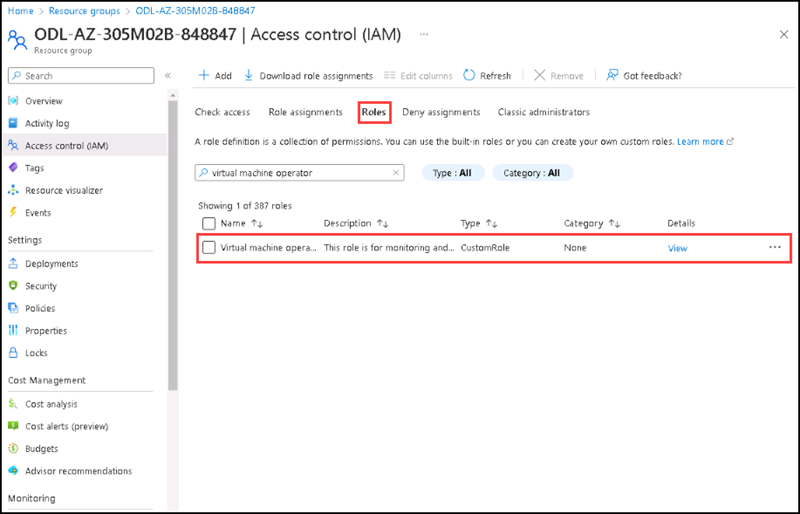 Home > Resource groups > ODL-AZ-305M02B-848847
ODL-AZ-305M02B-848847 | Access control (IAM) ...
Resource group
Search
«
Add
Download role assignments
Edit columns
Refresh
Remove
Got feedback?
Overview
Activity log
Access control (IAM)
Tags
Resource visualizer
Events
Settings
Deployments
Security
Policies
Properties
Locks
Cost Management
Cost analysis
Cost alerts (preview)
Budgets
Advisor recommendations
Monitoring
Check access Role assignments Roles Deny assignments Classic administrators
A role definition is a collection of permissions. You can use the built-in roles or you can create your own custom roles. Learn more
virtual machine operator
Type : All
Category : All
Showing 1 of 387 roles
Name Description Type Category Details
Virtual machine opera... This role is for monitoring and... CustomRole None View ...